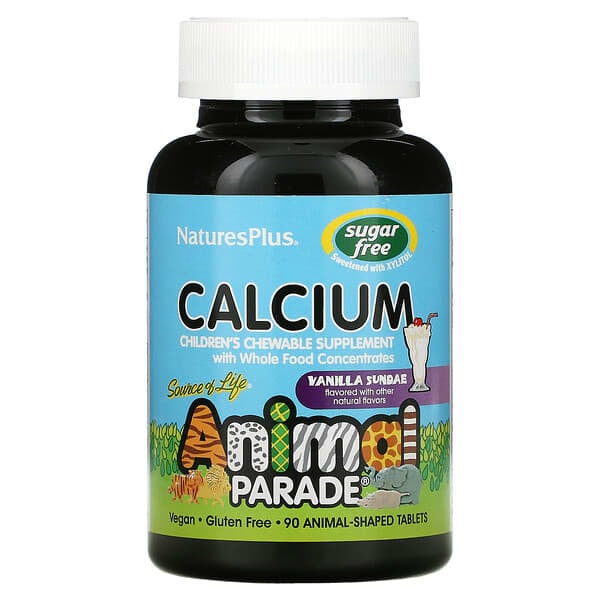 NaturesPlus®
sugar
free
Sweetened with XYLITOL
CALCIUM
CHILDREN'S CHEWABLE SUPPLEMENT
with Whole Food Concentrates
VANILLA SUNDAE
flavored with other
natural flavors
Source of Life®
Animal
PARADE®
Vegan • Gluten Free • 90 ANIMAL-SHAPED TABLETS